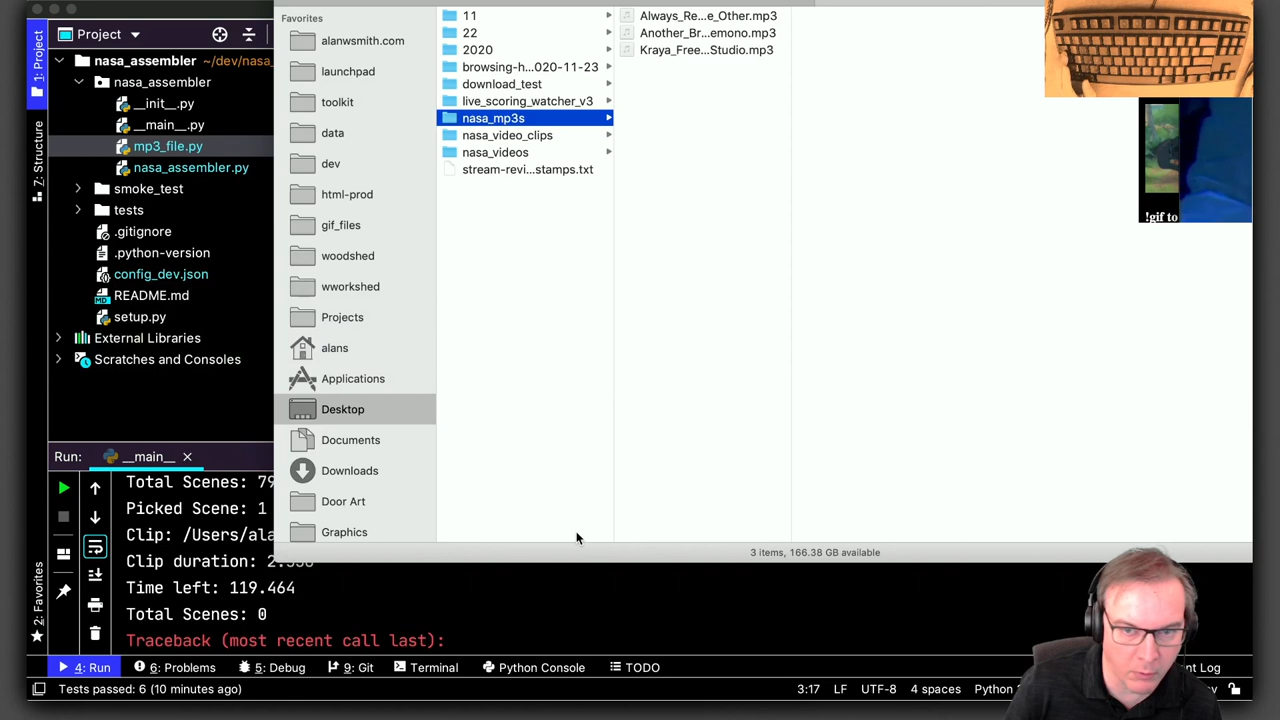 1: Project
Project
nasa_assembler ~/dev/nasa_
nasa_assembler
__init__.py
__main__.py
mp3_file.py
nasa_assembler.py
smoke_test
tests
.gitignore
.python-version
config_dev.json
README.md
setup.py
External Libraries
Scratches and Consoles
7: Structure
2: Favorites
Favorites
alanwsmith.com
launchpad
toolkit
data
dev
html-prod
gif_files
woodshed
wworkshed
Projects
alans
Applications
Desktop
Documents
Downloads
Door Art
Graphics
11
22
2020
browsing-h...020-11-23
download_test
live_scoring_watcher_v3
nasa_mp3s
nasa_video_clips
nasa_videos
stream-revi...stamps.txt
Always_Re...e_Other.mp3
Another_Br...emono.mp3
Kraya_Free...Studio.mp3
3 items, 166.38 GB available
!gif to
Run: __main__
Total Scenes: 79
Picked Scene: 1
Clip: /Users/ala
Clip duration: 2.536
Time left: 119.464
Total Scenes: 0
Traceback (most recent call last):
4: Run 6: Problems 5: Debug 9: Git Terminal Python Console TODO nt Log
Tests passed: 6 (10 minutes ago) 3:17 LF UTF-8 4 spaces Python